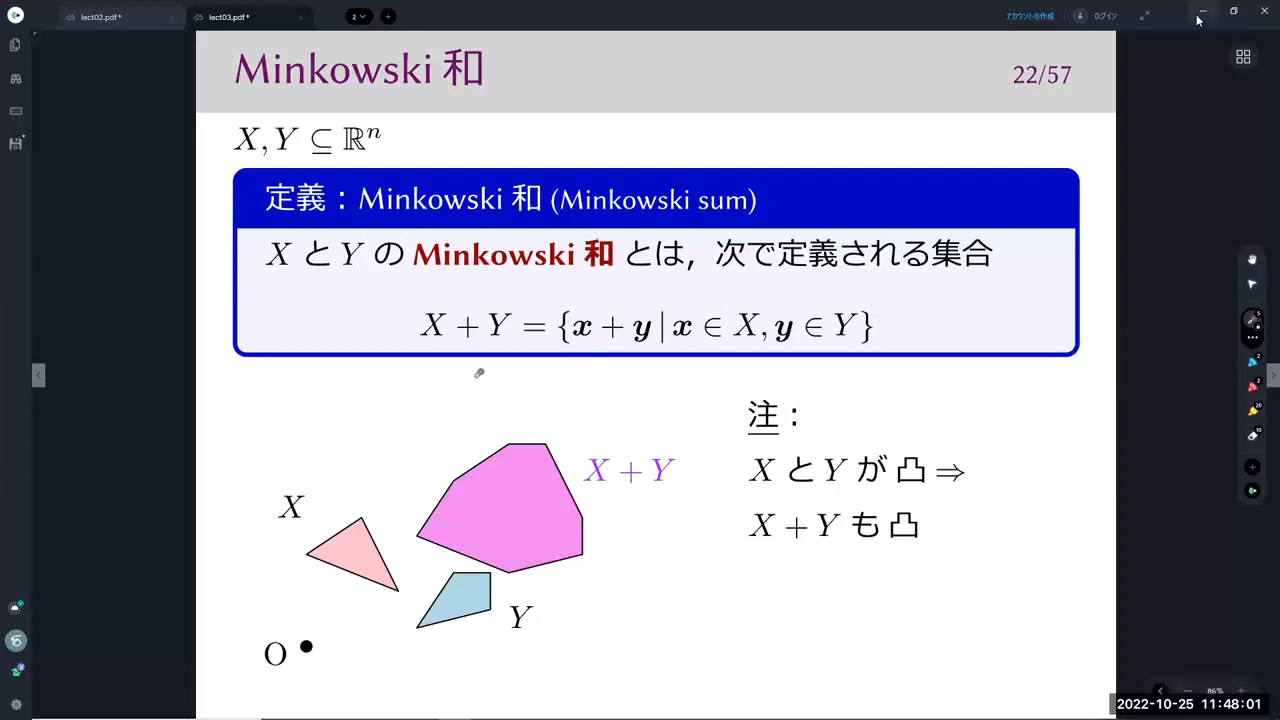 lect02.pdf*
lect03.pdf*
2
アカウントの作成
ログイン
Minkowski 和
22/57
X, Y ⊆ ℝⁿ
定義：Minkowski 和 (Minkowski sum)
X と Y の Minkowski 和 とは，次で定義される集合
X + Y = {x + y | x ∈ X, y ∈ Y}
注：
X と Y が 凸 ⇒
X + Y も 凸
X + Y
X
Y
O
86%
2022-10-25 11:48:01